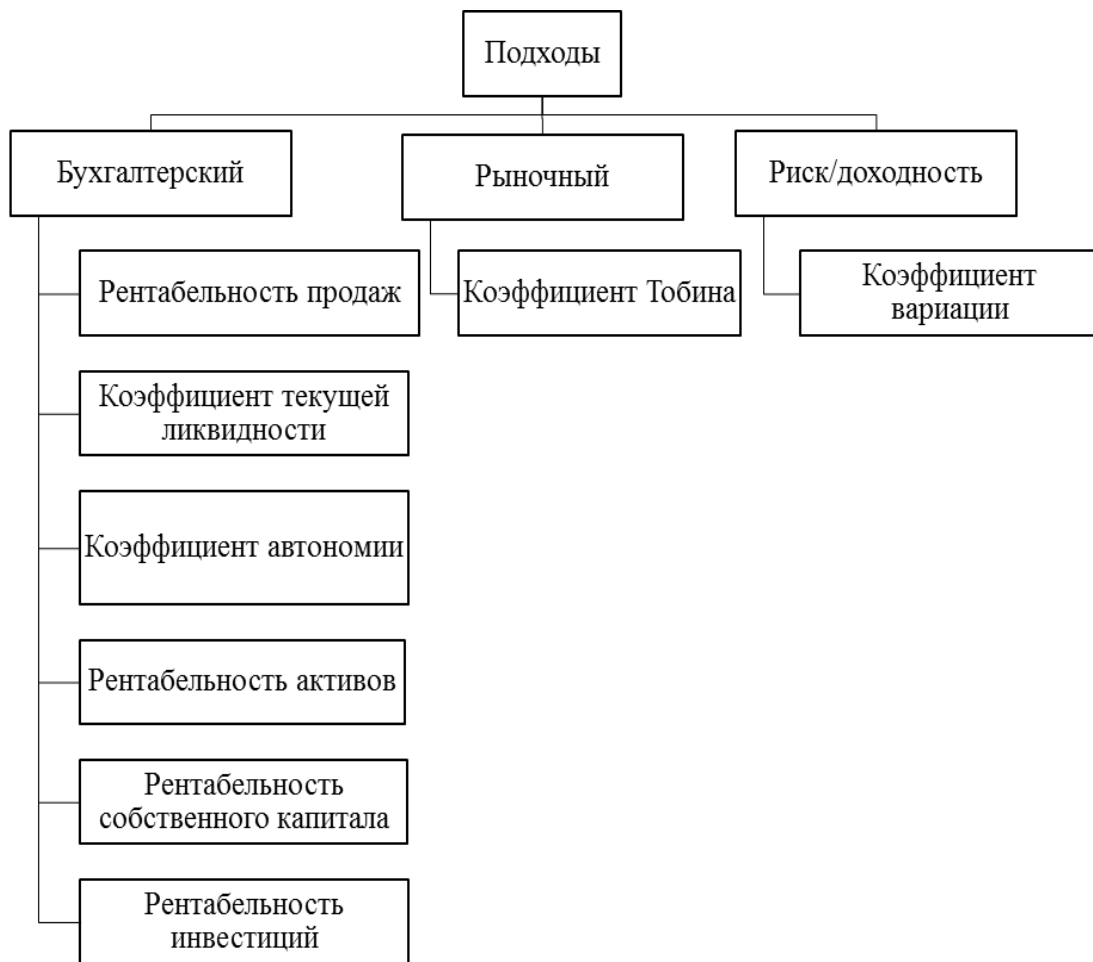 Подходы
Бухгалтерский
Рыночный
Риск/доходность
Рентабельность продаж
Коэффициент Тобина
Коэффициент
вариации
Коэффициент текущей
ликвидности
Коэффициент автономии
Рентабельность активов
Рентабельность
собственного капитала
Рентабельность
инвестиций